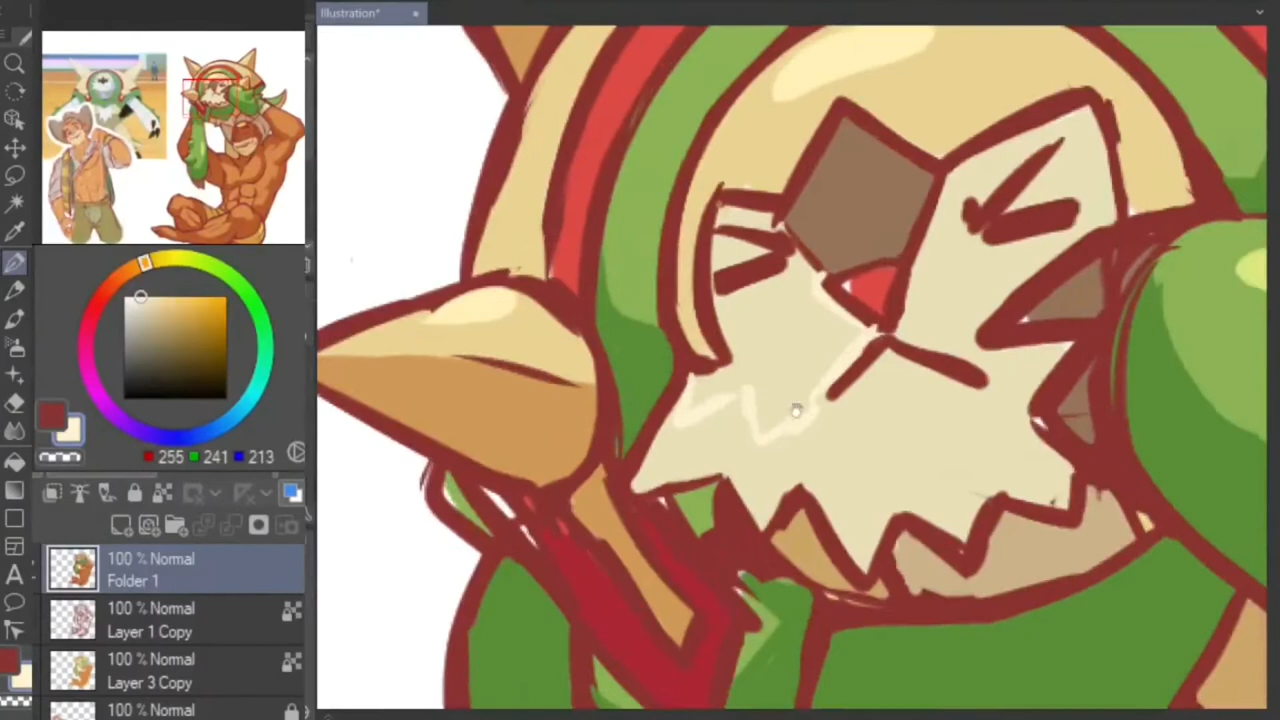 Illustration*
255 241 213
100 % Normal
Folder 1
100 % Normal
Layer 1 Copy
100 % Normal
Layer 3 Copy
100 % Normal